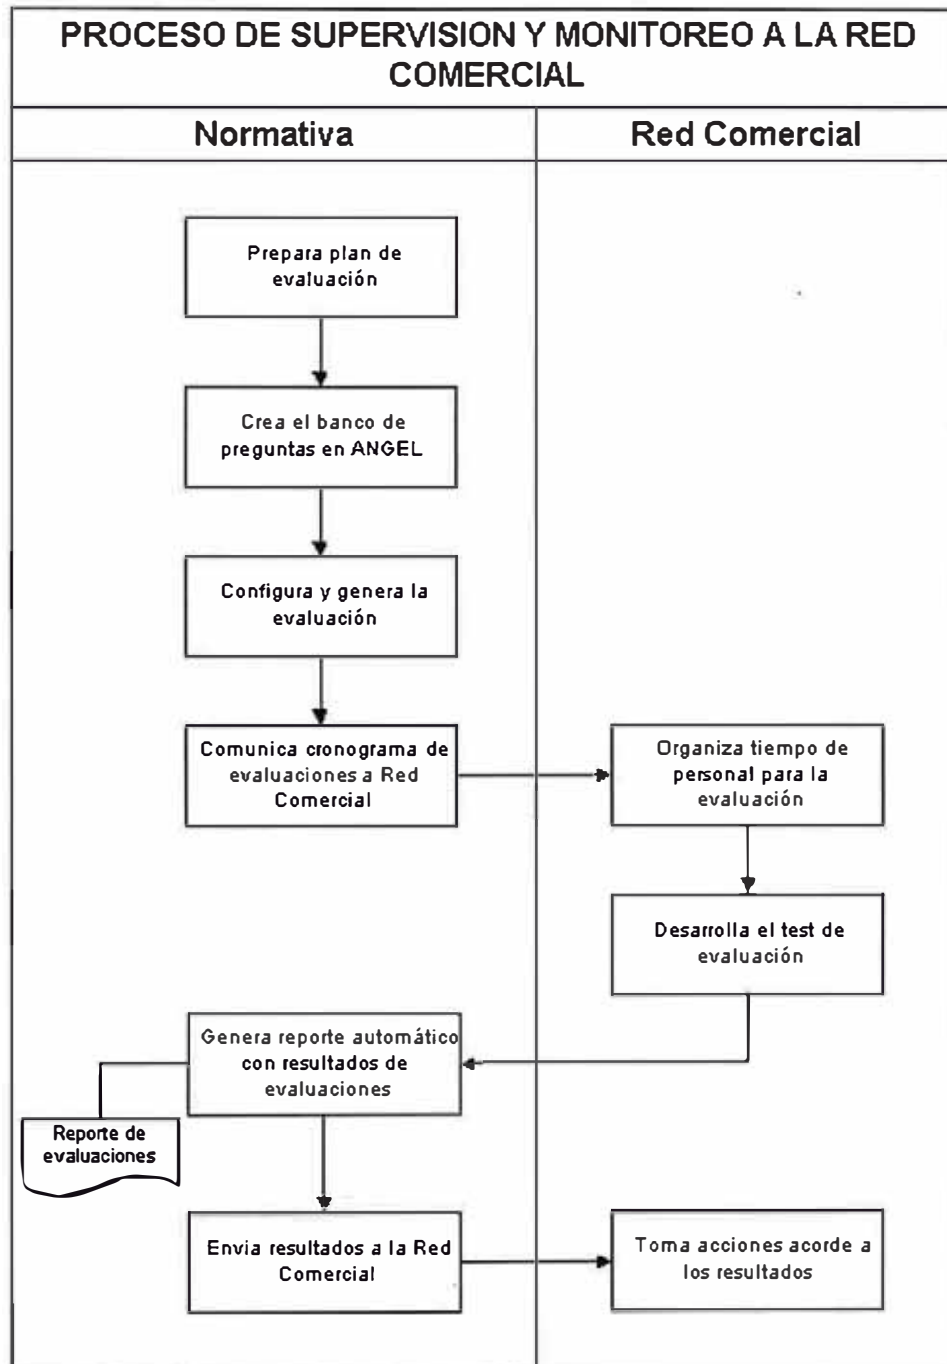 PROCESO DE SUPERVISION Y MONITOREO A LA RED
COMERCIAL
Normativa
Red Comercial
Prepara plan de
evaluación
Crea el banco de
preguntas en ANGEL
Configura y genera la
evaluación
Comunica cronograma de
evaluaciones a Red
Comercial
Organiza tiempo de
personal para la
evaluación
Desarrolla el test de
evaluación
Genera reporte automático
con resultados de
evaluaciones
Reporte de
evaluaciones
Envia resultados a la Red
Comercial
Toma acciones acorde a
los resultados